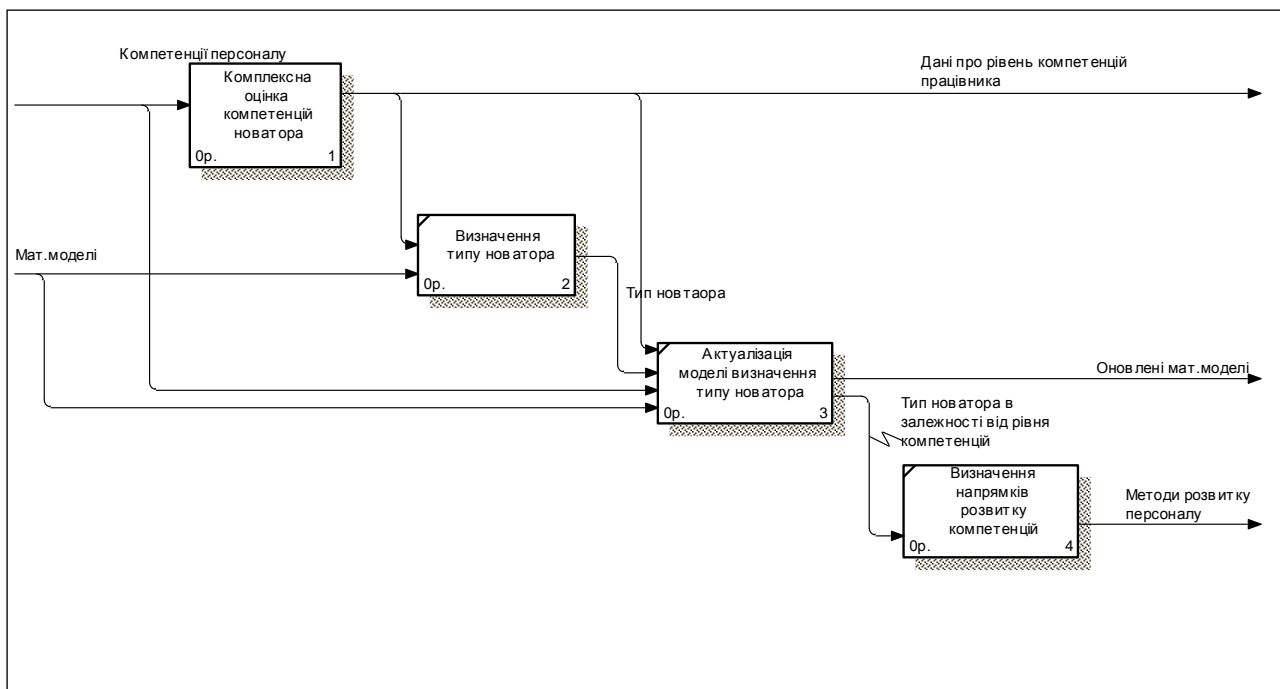 Компетенції персоналу
Комплексна
оцінка
компетенцій
новатора
0р.
1
Дані про рівень компетенцій
працівника
Мат.моделі
Визначення
типу новатора
0р.
2
Тип новтаора
Актуалізація
моделі визначення
типу новатора
0р.
3
Оновлені мат.моделі
Тип новатора в
залежності від рівня
компетенцій
Визначення
напрямків
розвитку
компетенцій
0р.
4
Методи розвитку
персоналу